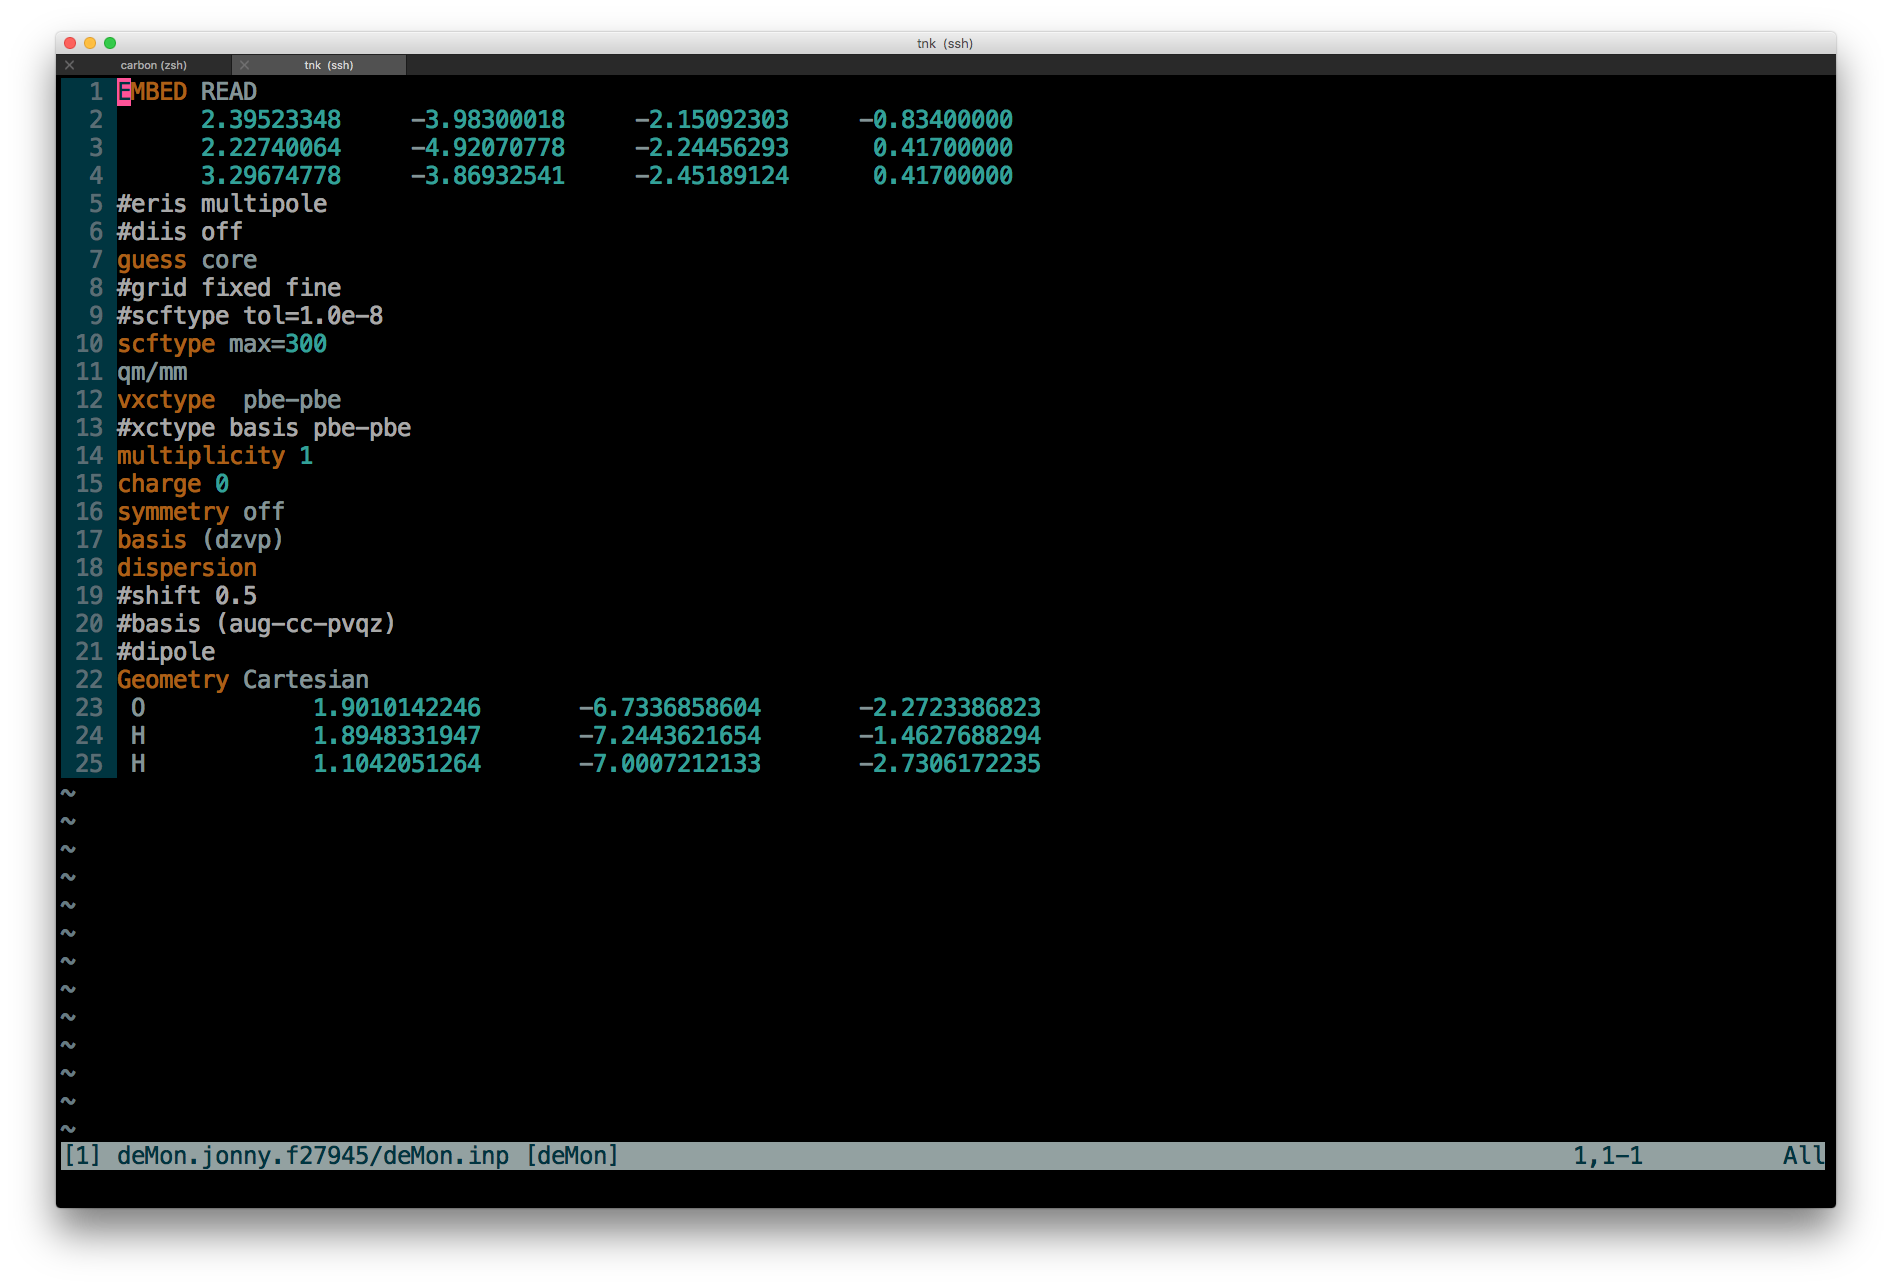 tnk (ssh)
carbon (zsh) tnk (ssh)
1 EMBED READ
2 2.39523348 -3.98300018 -2.15092303 -0.83400000
3 2.22740064 -4.92070778 -2.24456293 0.41700000
4 3.29674778 -3.86932541 -2.45189124 0.41700000
5 #eris multipole
6 #diis off
7 guess core
8 #grid fixed fine
9 #scftype tol=1.0e-8
10 scftype max=300
11 qm/mm
12 vxctype  pbe-pbe
13 #xctype basis pbe-pbe
14 multiplicity 1
15 charge 0
16 symmetry off
17 basis (dzvp)
18 dispersion
19 #shift 0.5
20 #basis (aug-cc-pvqz)
21 #dipole
22 Geometry Cartesian
23 O 1.9010142246 -6.7336858604 -2.2723386823
24 H 1.8948331947 -7.2443621654 -1.4627688294
25 H 1.1042051264 -7.0007212133 -2.7306172235
~
~
~
~
~
~
~
~
~
~
~
~
~
[1] deMon.jonny.f27945/deMon.inp [deMon] 1,1-1 All